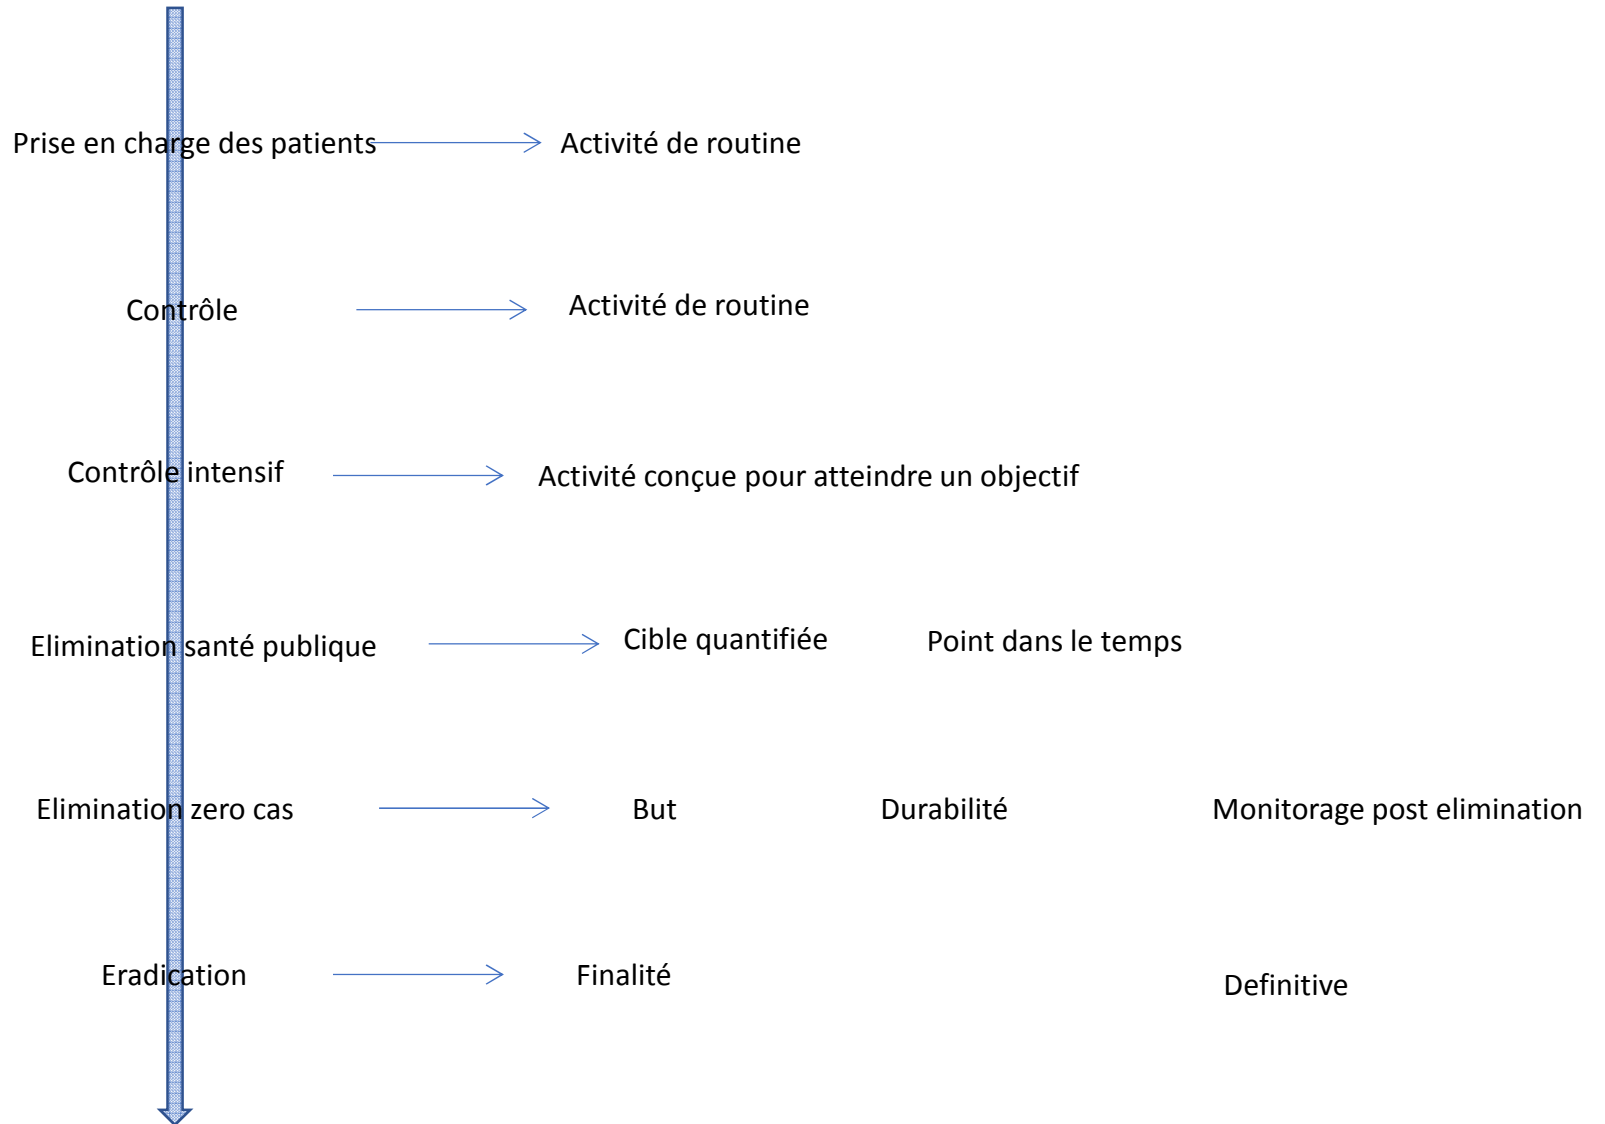 Prise en charge des patients
Activité de routine
Contrôle
Activité de routine
Contrôle intensif
Activité conçue pour atteindre un objectif
Elimination santé publique
Cible quantifiée
Point dans le temps
Elimination zero cas
But
Durabilité
Monitorage post elimination
Eradication
Finalité
Definitive